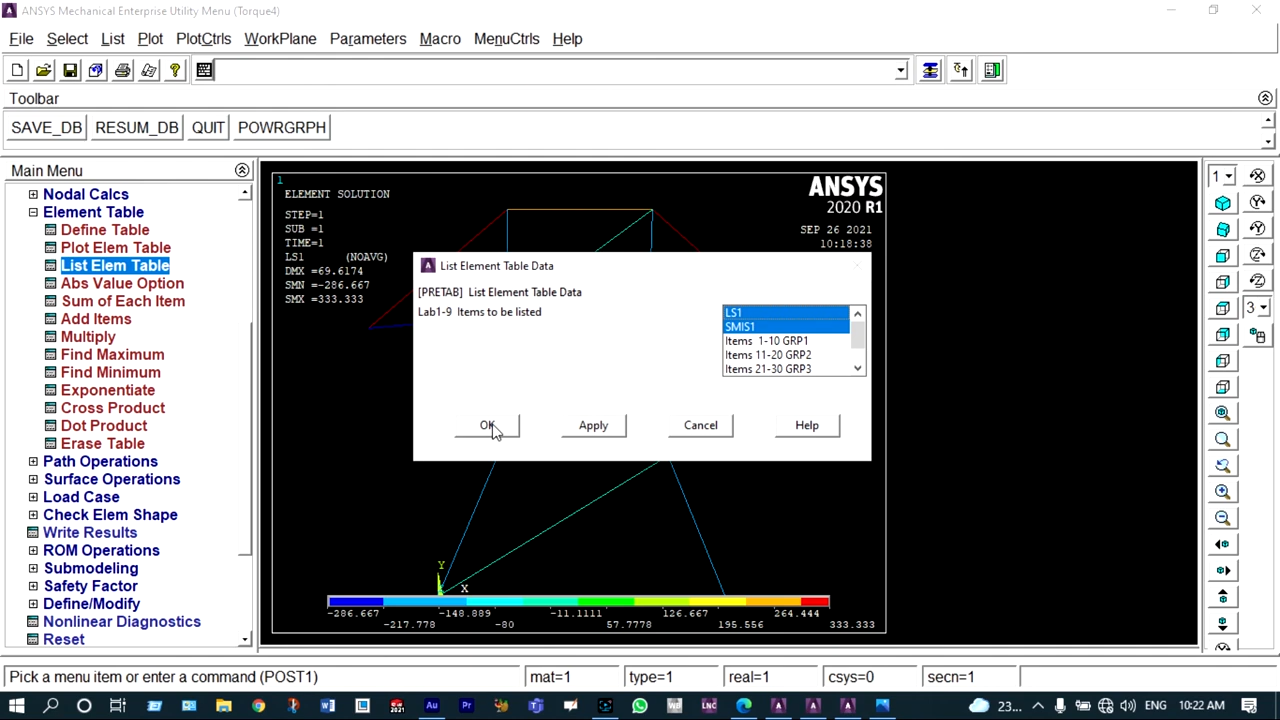 ANSYS Mechanical Enterprise Utility Menu (Torque4)
File Select List Plot PlotCtrls WorkPlane Parameters Macro MenuCtrls Help
Toolbar
SAVE_DB RESUM_DB QUIT POWRGRPH
Main Menu
Nodal Calcs
Element Table
Define Table
Plot Elem Table
List Elem Table
Abs Value Option
Sum of Each Item
Add Items
Multiply
Find Maximum
Find Minimum
Exponentiate
Cross Product
Dot Product
Erase Table
Path Operations
Surface Operations
Load Case
Check Elem Shape
Write Results
ROM Operations
Submodeling
Safety Factor
Define/Modify
Nonlinear Diagnostics
Reset
1
ELEMENT SOLUTION
STEP=1
SUB =1
TIME=1
LS1 (NOAVG)
DMX =69.6174
SMN =-286.667
SMX =333.333
ANSYS
2020 R1
SEP 26 2021
10:18:38
List Element Table Data
[PRETAB] List Element Table Data
Lab1-9 Items to be listed
LS1
SMIS1
Items 1-10 GRP1
Items 11-20 GRP2
Items 21-30 GRP3
OK Apply Cancel Help
Y
X
-286.667 -148.889 -11.1111 126.667 264.444
-217.778 -80 57.7778 195.556 333.333
1
3
Pick a menu item or enter a command (POST1) mat=1 type=1 real=1 csys=0 secn=1
23... ENG 10:22 AM